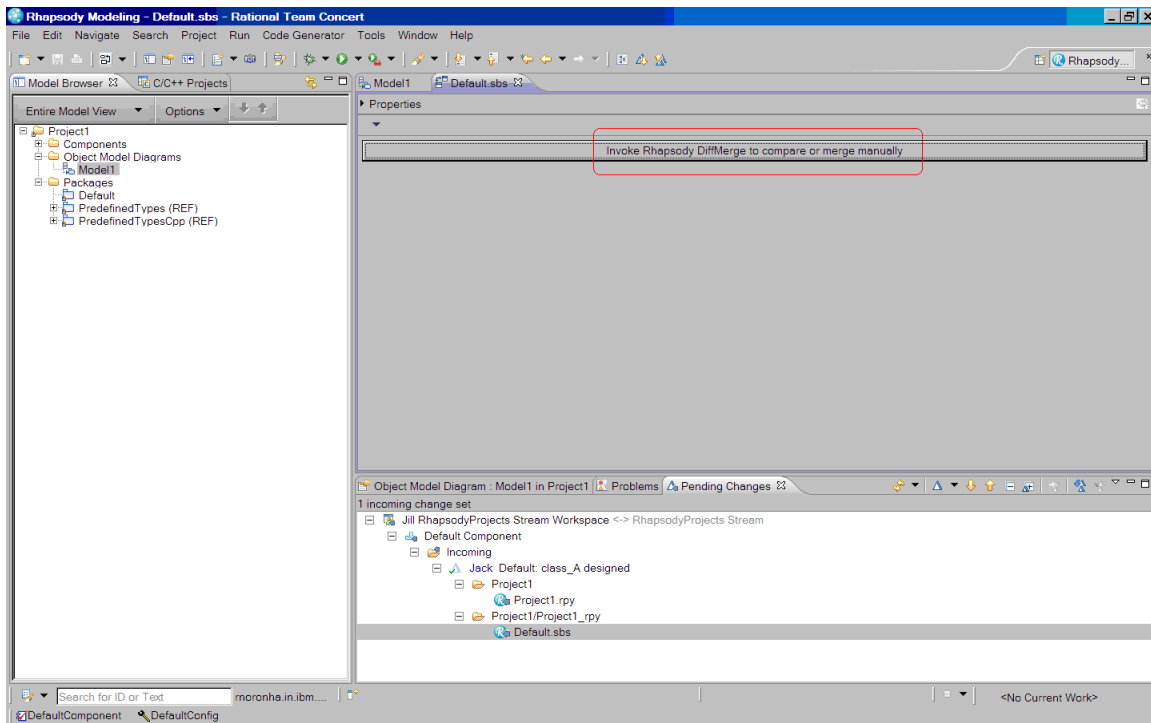 Rhapsody Modeling - Default.sbs - Rational Team Concert
File Edit Navigate Search Project Run Code Generator Tools Window Help
Rhapsody...
Model Browser C/C++ Projects
Model1 Default.sbs
Entire Model View Options
Properties
Project1
Components
Object Model Diagrams
Model1
Packages
Default
PredefinedTypes (REF)
PredefinedTypesCpp (REF)
Invoke Rhapsody DiffMerge to compare or merge manually
Object Model Diagram : Model1 in Project1 Problems Pending Changes
1 incoming change set
Jill RhapsodyProjects Stream Workspace <-> RhapsodyProjects Stream
Default Component
Incoming
Jack Default: class_A designed
Project1
Project1.rpy
Project1/Project1_rpy
Default.sbs
Search for ID or Text rnoronha.in.ibm.... <No Current Work>
DefaultComponent DefaultConfig